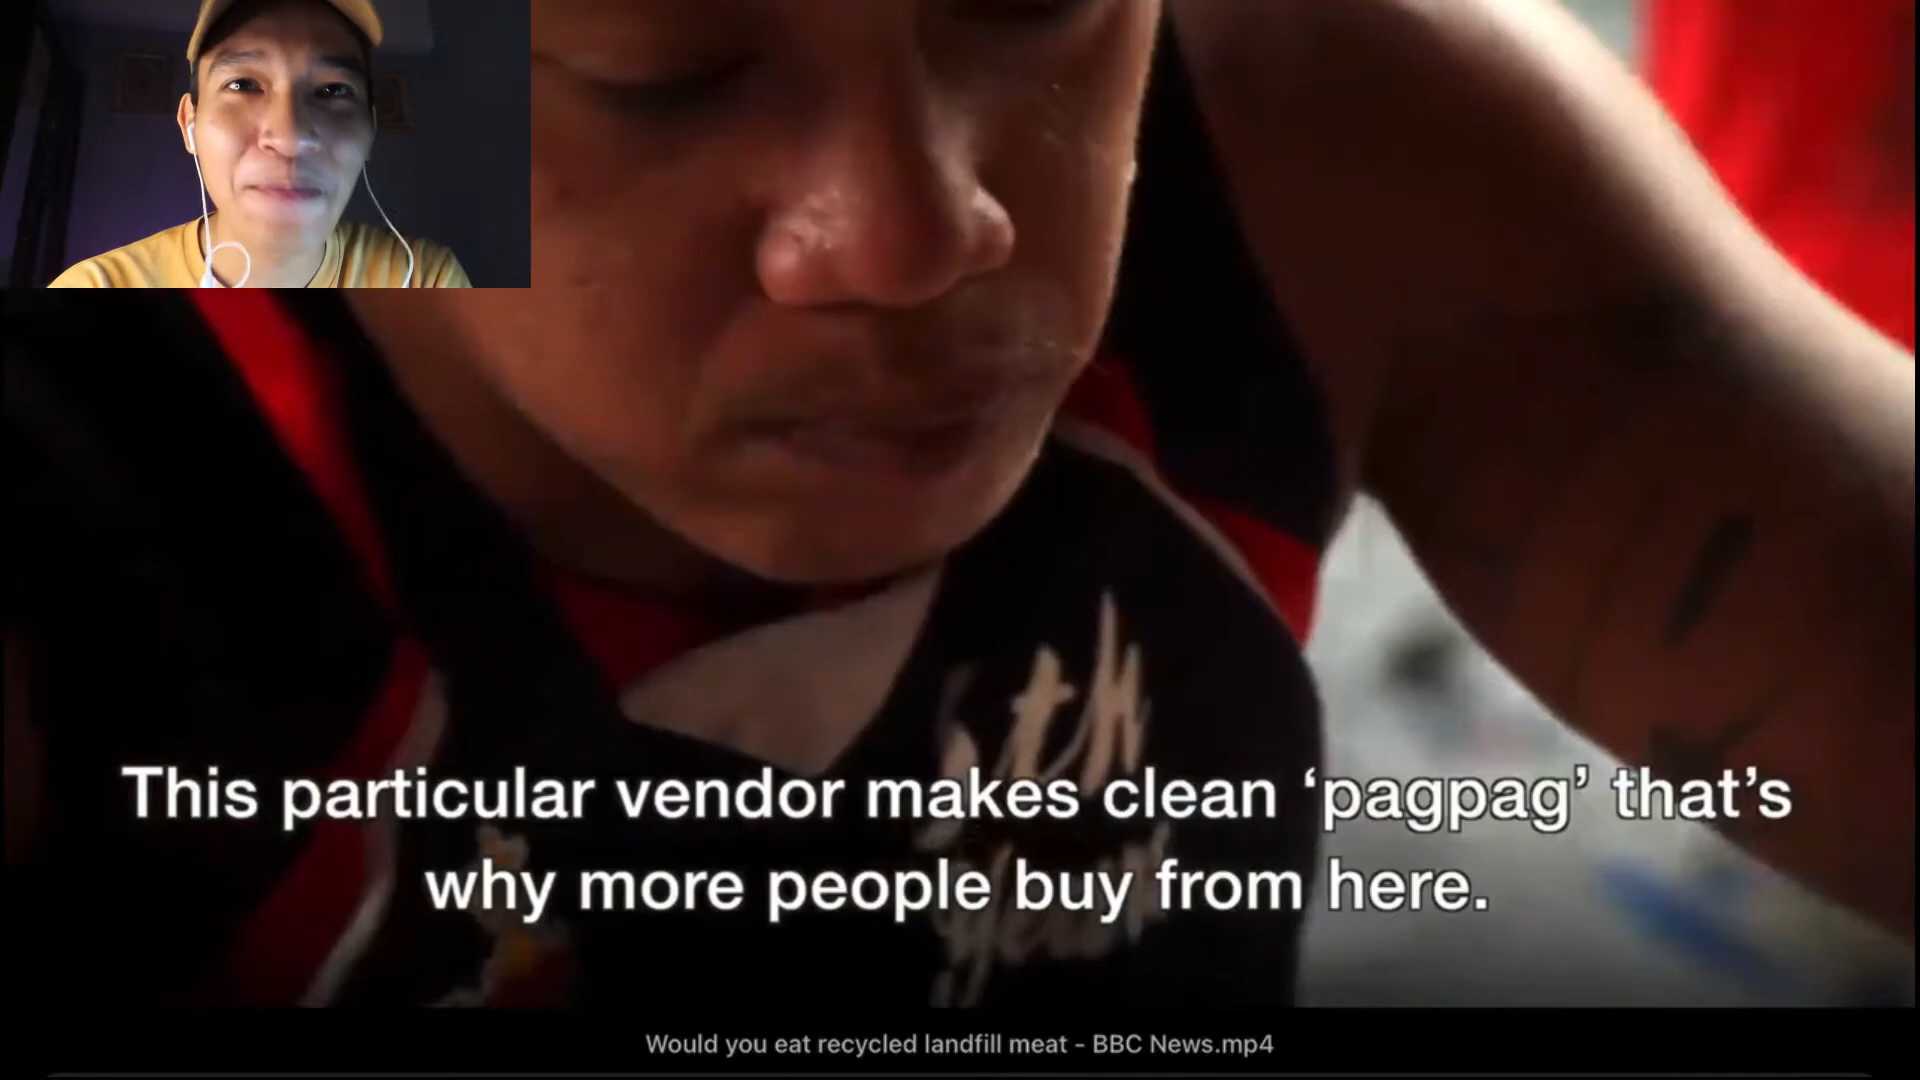 This particular vendor makes clean ‘pagpag’ that’s
why more people buy from here.
Would you eat recycled landfill meat - BBC News.mp4